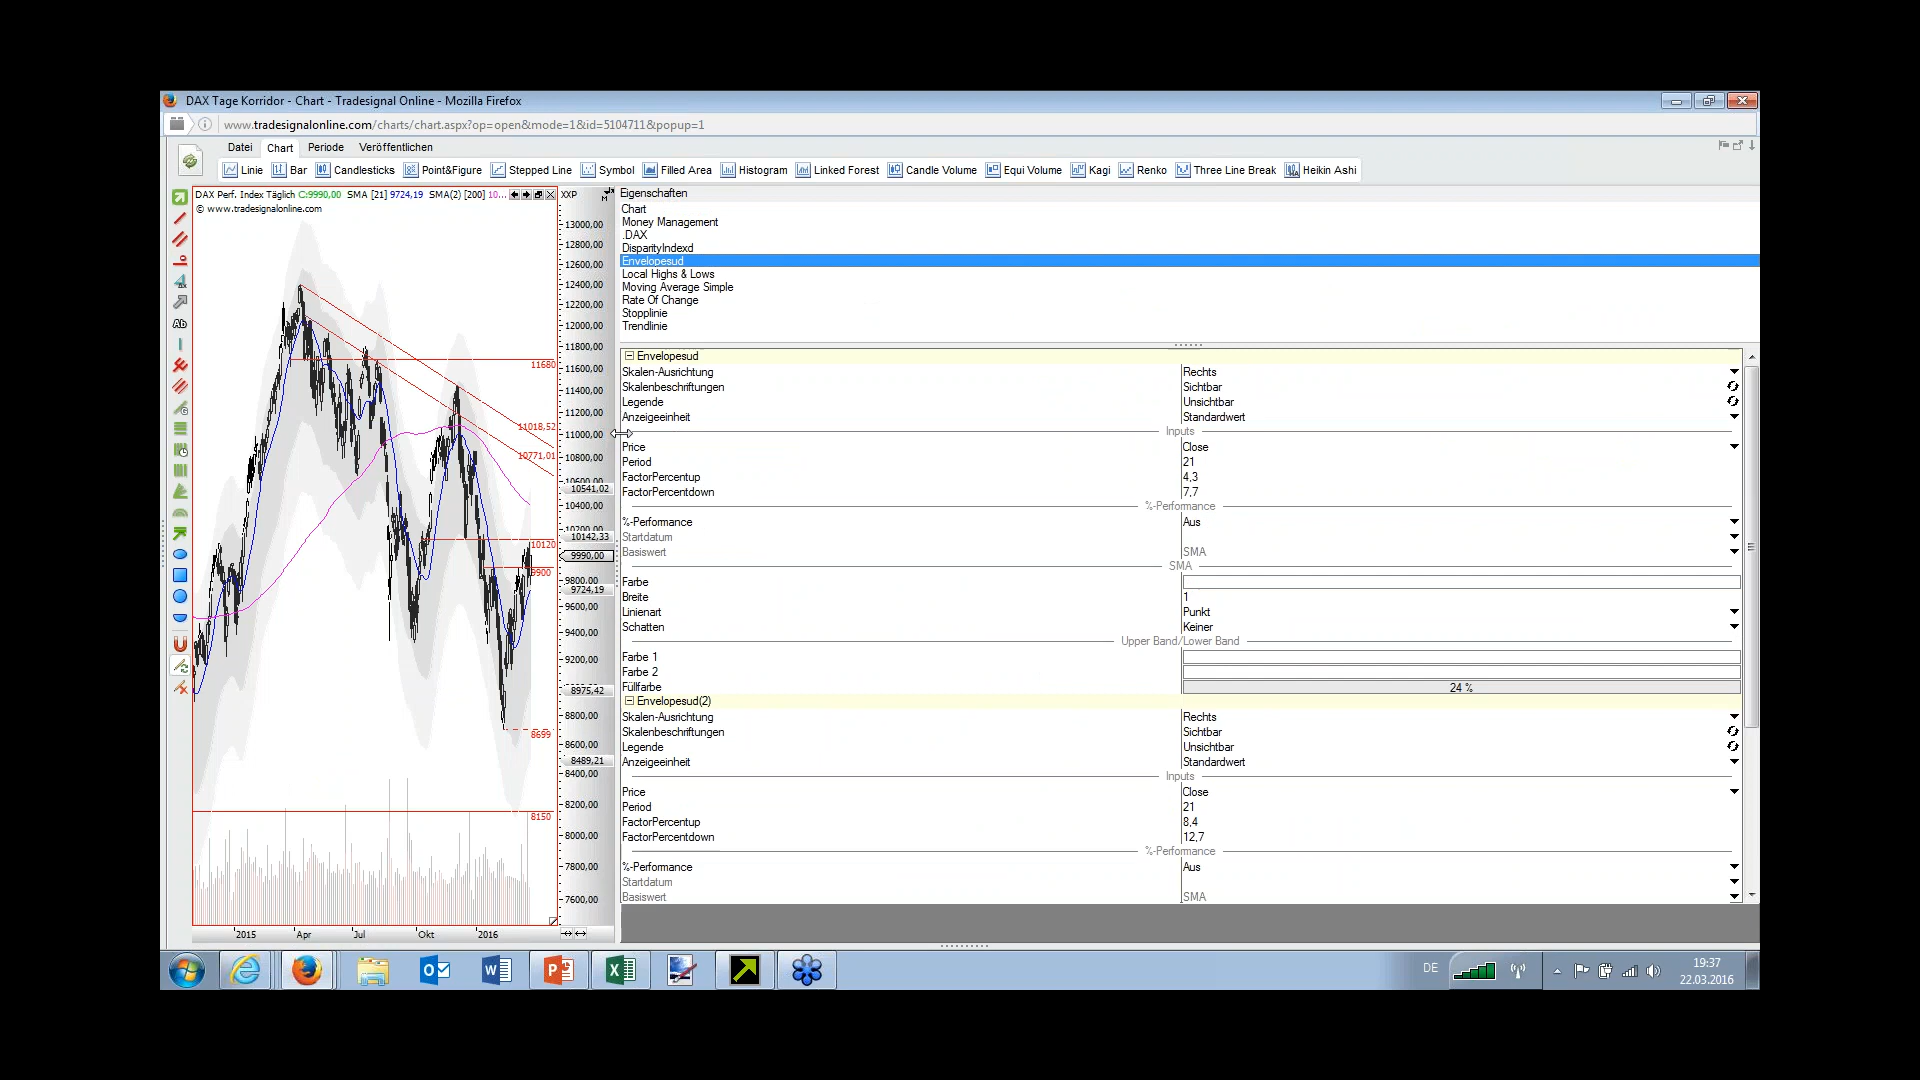 DAX Tage Korridor - Chart - Tradesignal Online - Mozilla Firefox
www.tradesignalonline.com/charts/chart.aspx?op=open&mode=1&id=5104711&popup=1
Datei Chart Periode Veröffentlichen
Linie Bar Candlesticks Point&Figure Stepped Line Symbol Filled Area Histogram Linked Forest Candle Volume Equi Volume Kagi Renko Three Line Break Heikin Ashi
DAX Perf. Index Täglich C:9990,00 SMA [21] 9724,19 SMA(2) [200] 10... XXP
© www.tradesignalonline.com
Ab
13000,00
12800,00
12600,00
12400,00
12200,00
12000,00
11800,00
11600,00
11400,00
11200,00
11000,00
10800,00
10600,00
10541,02
10400,00
10200,00
10142,33
9990,00
9800,00
9724,19
9600,00
9400,00
9200,00
8975,42
8800,00
8600,00
8489,21
8400,00
8200,00
8000,00
7800,00
7600,00
11680
11018,52
10771,01
10120
9900
8699
8150
2015 Apr Jul Okt 2016
Eigenschaften
Chart
Money Management
.DAX
DisparityIndexd
Envelopesud
Local Highs & Lows
Moving Average Simple
Rate Of Change
Stopplinie
Trendlinie
Envelopesud
Skalen-Ausrichtung Rechts
Skalenbeschriftungen Sichtbar
Legende Unsichtbar
Anzeigeeinheit Standardwert
Inputs
Price Close
Period 21
FactorPercentup 4,3
FactorPercentdown 7,7
%-Performance
%-Performance Aus
Startdatum
Basiswert SMA
SMA
Farbe
Breite 1
Linienart Punkt
Schatten Keiner
Upper Band/Lower Band
Farbe 1
Farbe 2
Füllfarbe 24 %
Envelopesud(2)
Skalen-Ausrichtung Rechts
Skalenbeschriftungen Sichtbar
Legende Unsichtbar
Anzeigeeinheit Standardwert
Inputs
Price Close
Period 21
FactorPercentup 8,4
FactorPercentdown 12,7
%-Performance
%-Performance Aus
Startdatum
Basiswert SMA
DE
19:37
22.03.2016